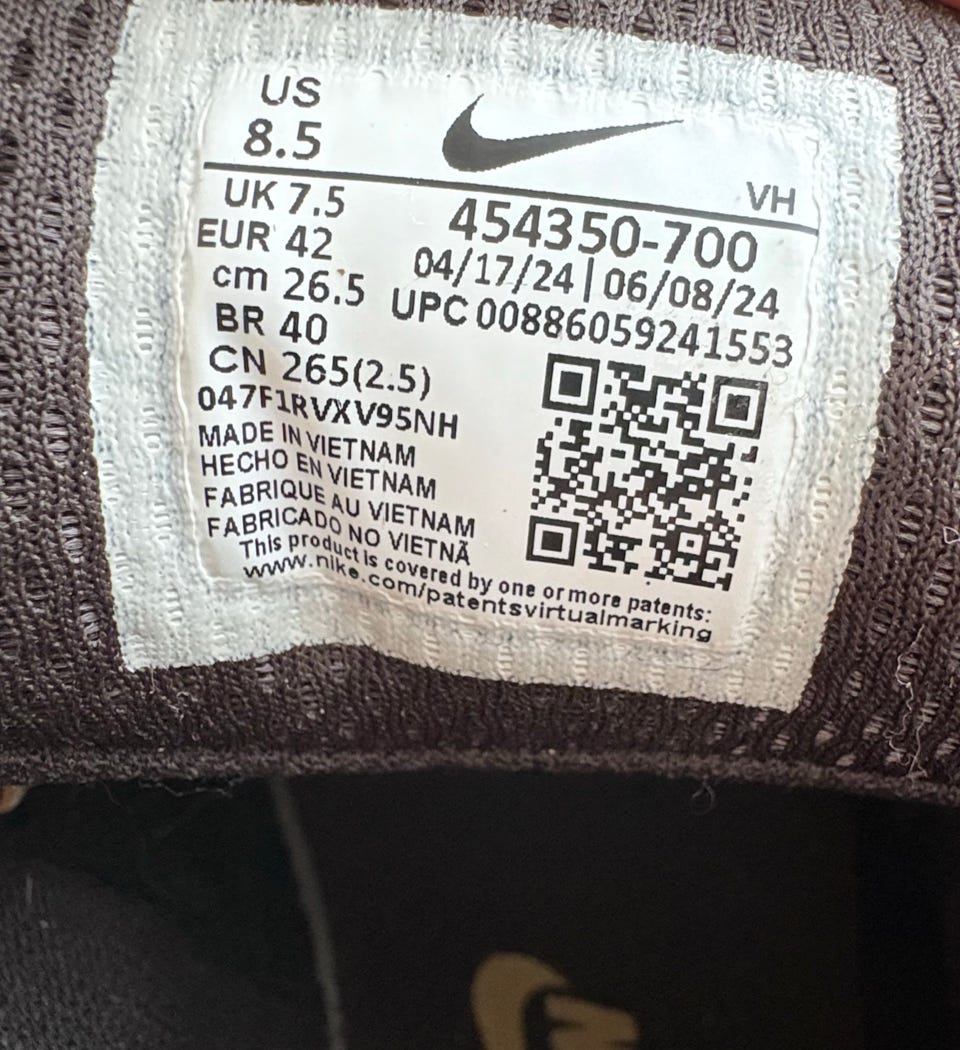 US
8.5
VH
UK 7.5
EUR 42
cm 26.5
BR 40
CN 265(2.5)
454350-700
04/17/24 | 06/08/24
UPC 00886059241553
047F1RVXV95NH
MADE IN VIETNAM
HECHO EN VIETNAM
FABRIQUE AU VIETNAM
FABRICADO NO VIETNÃ
This product is covered by one or more patents:
www.nike.com/patentsvirtualmarking